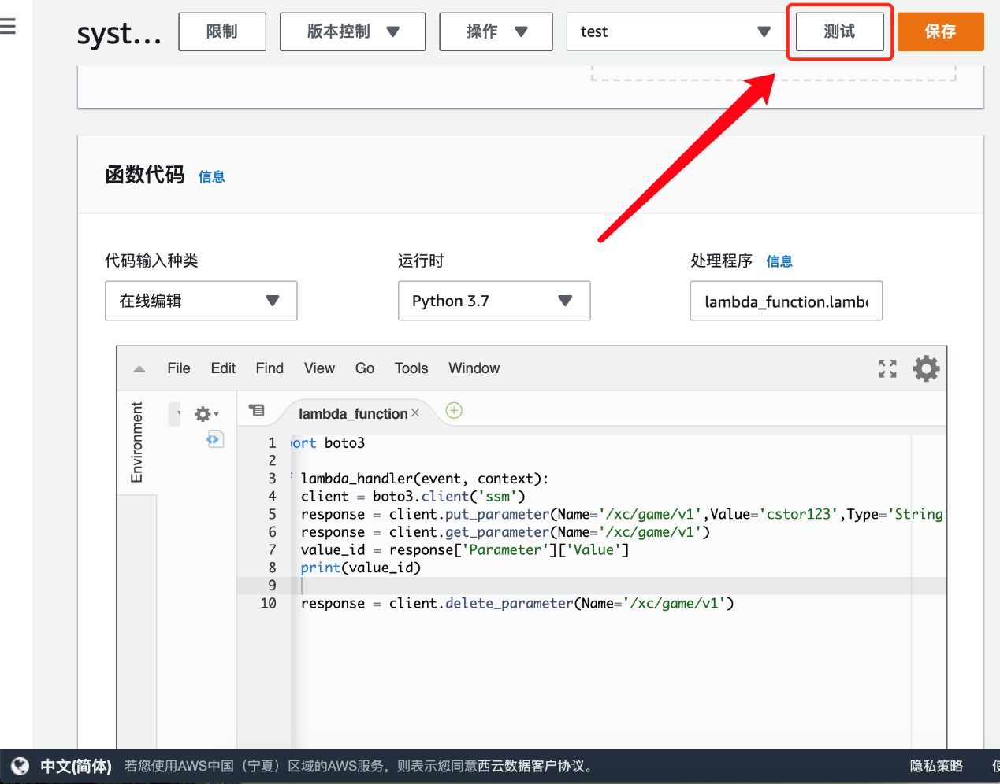 syst... 限制 版本控制 操作 test 测试 保存
函数代码 信息
代码输入种类 运行时 处理程序 信息
在线编辑 Python 3.7 lambda_function.lambd
File Edit Find View Go Tools Window
Environment
lambda_function ×
1 port boto3
2
3 f lambda_handler(event, context):
4 client = boto3.client('ssm')
5 response = client.put_parameter(Name='/xc/game/v1',Value='cstor123',Type='String'
6 response = client.get_parameter(Name='/xc/game/v1')
7 value_id = response['Parameter']['Value']
8 print(value_id)
9
10 response = client.delete_parameter(Name='/xc/game/v1')
中文(简体) 若您使用AWS中国（宁夏）区域的AWS服务，则表示您同意西云数据客户协议。 隐私策略